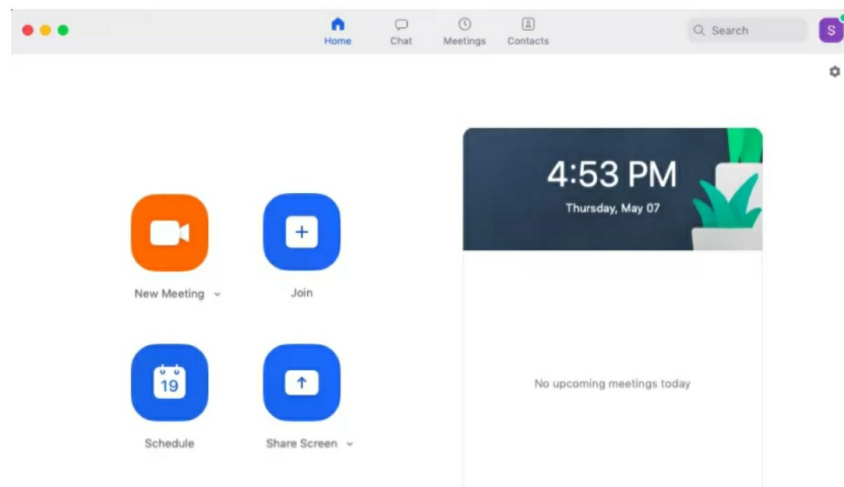 Home Chat Meetings Contacts Search S
4:53 PM
Thursday, May 07
New Meeting Join
19
Schedule Share Screen
No upcoming meetings today